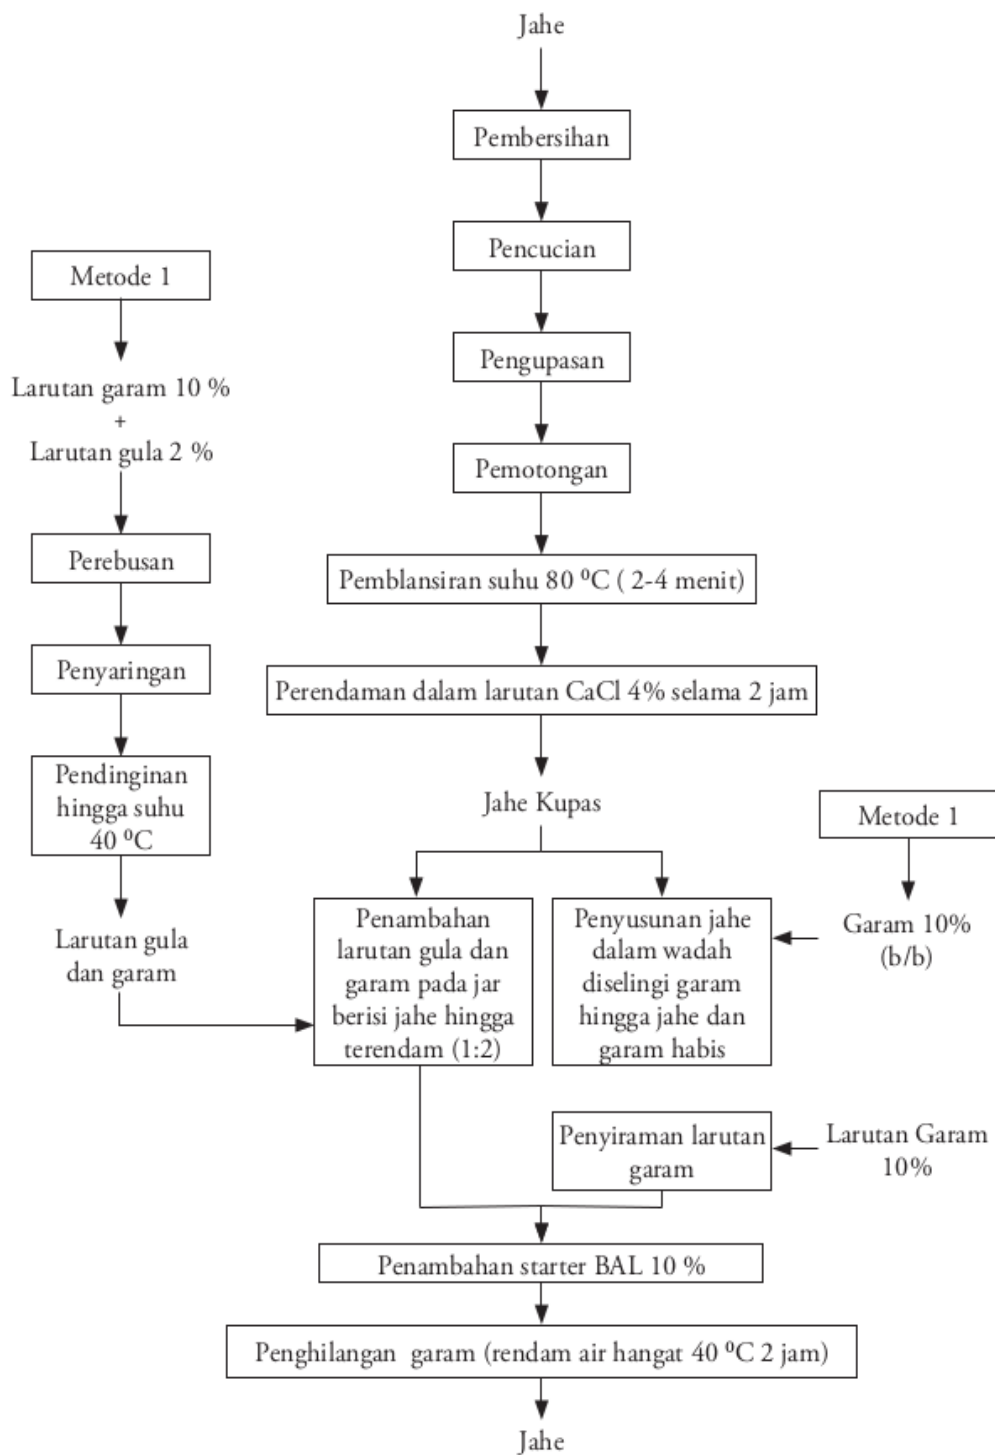 Jahe
Pembersihan
Pencucian
Pengupasan
Pemotongan
Pemblansiran suhu 80 ⁰C ( 2-4 menit)
Perendaman dalam larutan CaCl 4% selama 2 jam
Jahe Kupas
Metode 1
Larutan garam 10 %
+
Larutan gula 2 %
Perebusan
Penyaringan
Pendinginan
hingga suhu
40 ⁰C
Larutan gula
dan garam
Penambahan
larutan gula dan
garam pada jar
berisi jahe hingga
terendam (1:2)
Metode 1
Garam 10%
(b/b)
Penyusunan jahe
dalam wadah
diselingi garam
hingga jahe dan
garam habis
Penyiraman larutan
garam
Larutan Garam
10%
Penambahan starter BAL 10 %
Penghilangan garam (rendam air hangat 40 ⁰C 2 jam)
Jahe